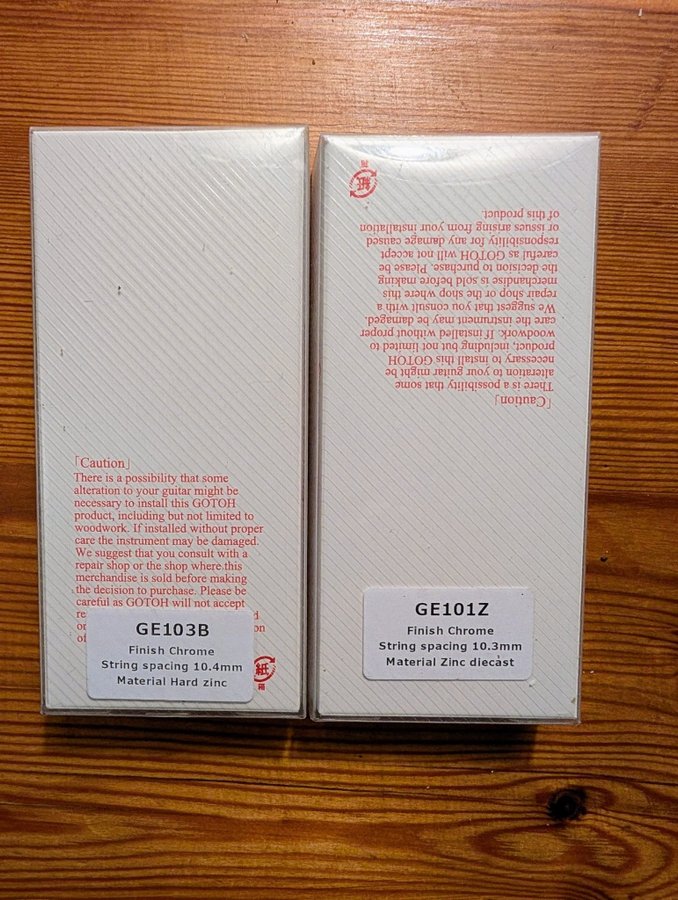 「Caution」
There is a possibility that some
alteration to your guitar might be
necessary to install this GOTOH
product, including but not limited to
woodwork. If installed without proper
care the instrument may be damaged.
We suggest that you consult with a
repair shop or the shop where this
merchandise is sold before making
the decision to purchase. Please be
careful as GOTOH will not accept
re
or on
of
GE103B
Finish Chrome
String spacing 10.4mm
Material Hard zinc
紙
箱
「Caution」
There is a possibility that some
alteration to your guitar might be
necessary to install this GOTOH
product, including but not limited to
woodwork. If installed without proper
care the instrument may be damaged.
We suggest that you consult with a
repair shop or the shop where this
merchandise is sold before making
the decision to purchase. Please be
careful as GOTOH will not accept
responsibility for any damage caused
or issues arising from your installation
of this product.
紙
箱
GE101Z
Finish Chrome
String spacing 10.3mm
Material Zinc diecast